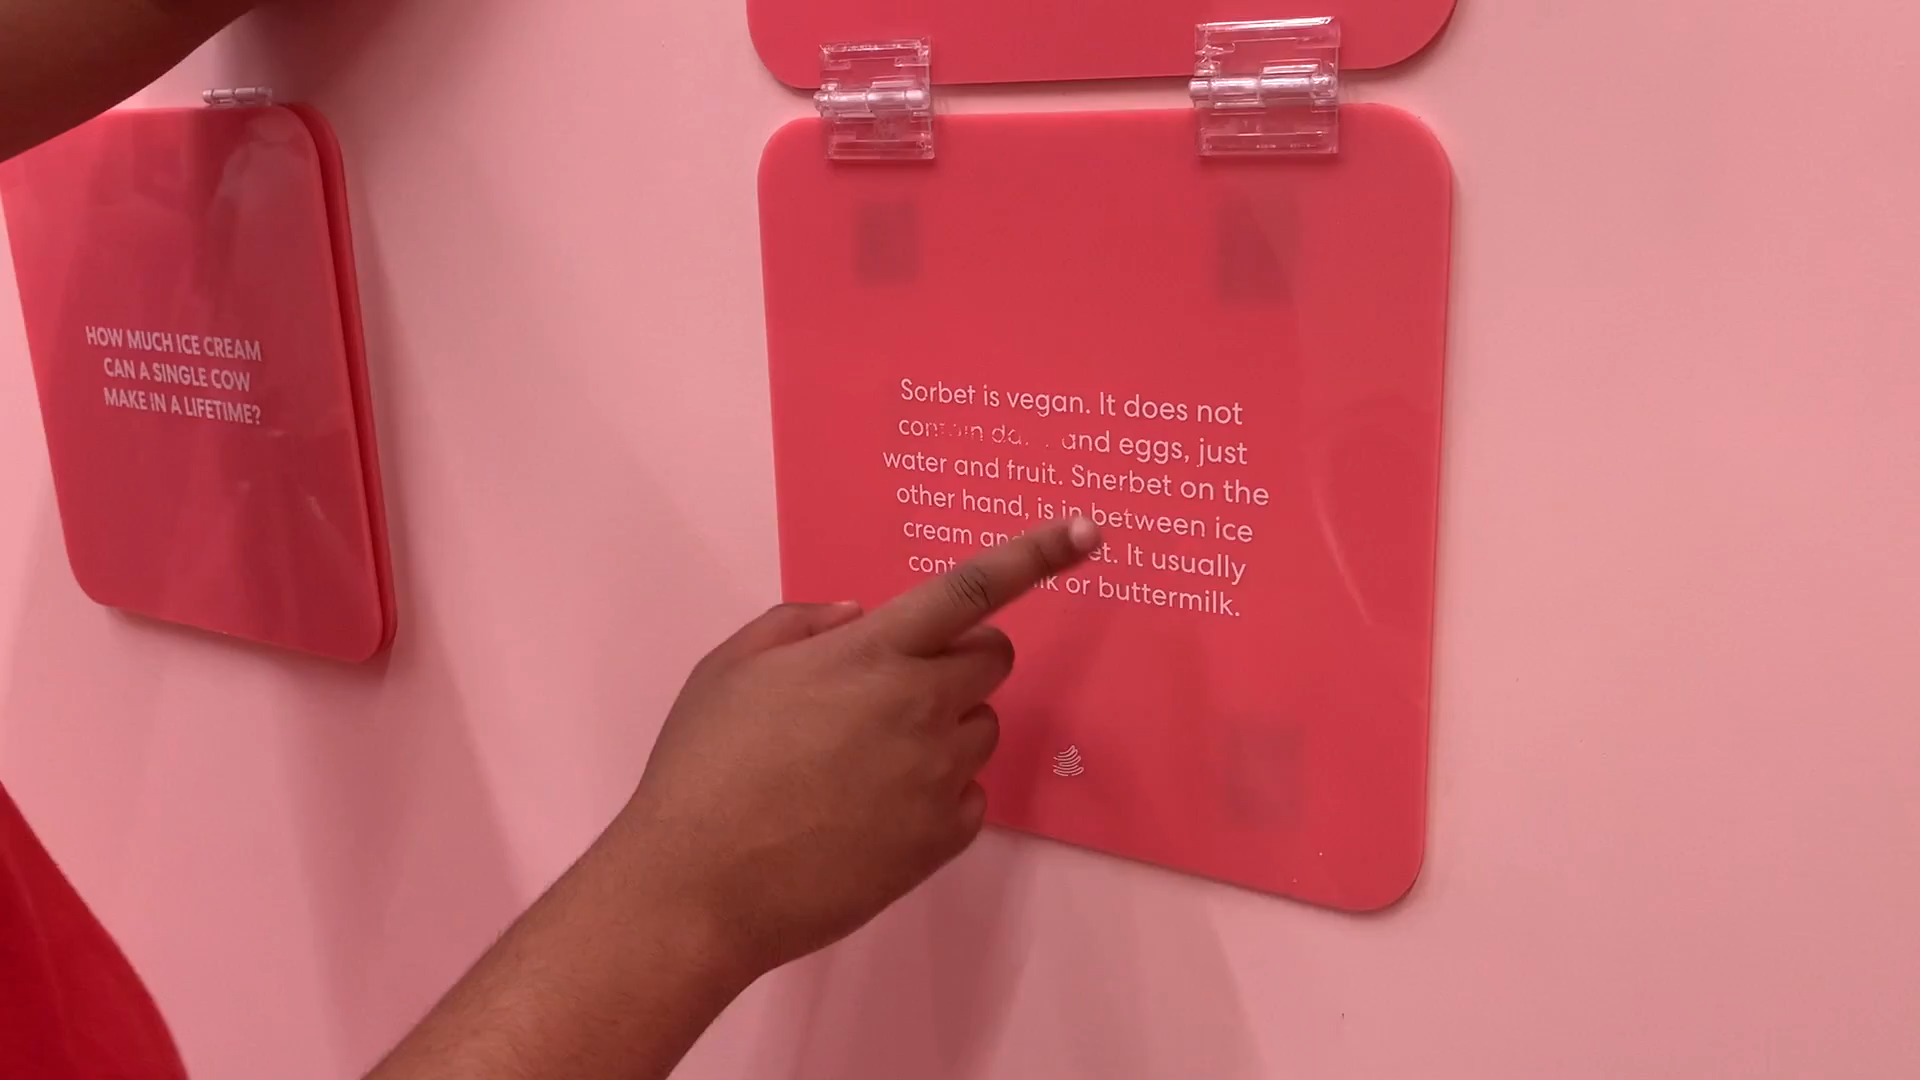 HOW MUCH ICE CREAM
CAN A SINGLE COW
MAKE IN A LIFETIME?
Sorbet is vegan. It does not
and eggs, just
water and fruit. Sherbet on the
other hand, is in between ice
cream It usually
or buttermilk.